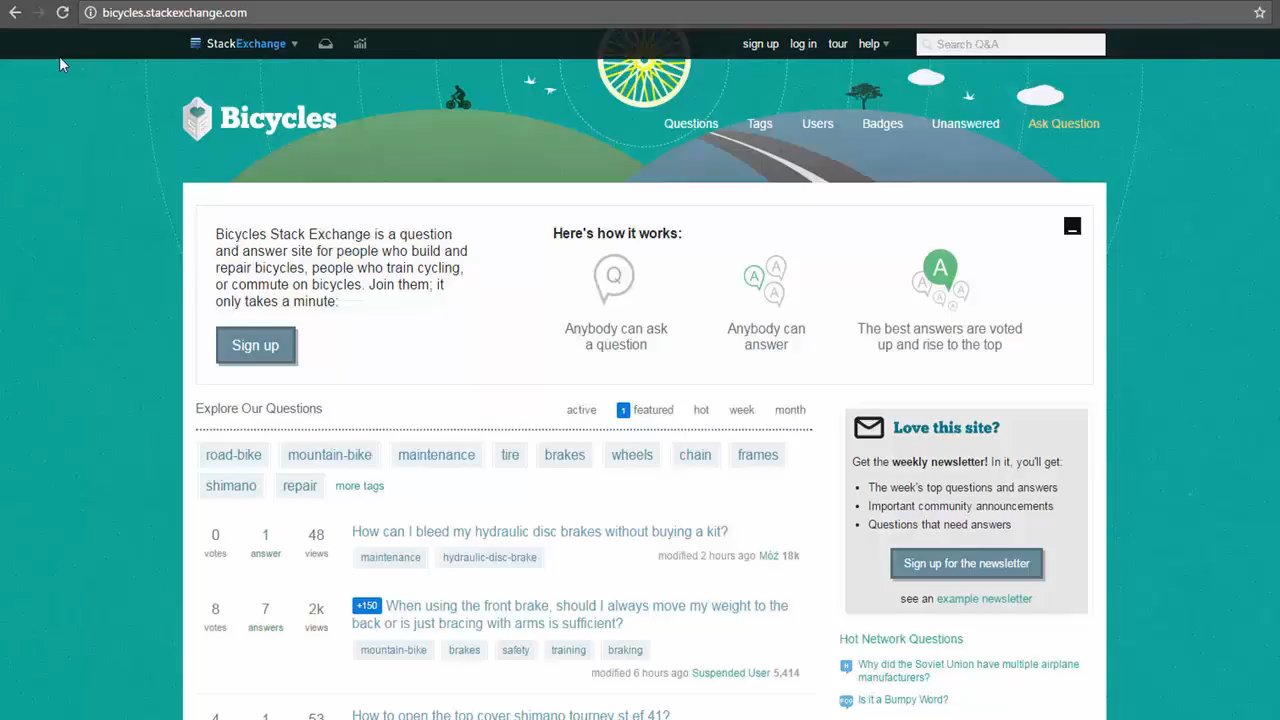 bicycles.stackexchange.com
StackExchange
sign up log in tour help
Search Q&A
Bicycles
Questions Tags Users Badges Unanswered Ask Question
Bicycles Stack Exchange is a question
and answer site for people who build and
repair bicycles, people who train cycling,
or commute on bicycles. Join them; it
only takes a minute:
Sign up
Here's how it works:
Q
Anybody can ask
a question
A A A
Anybody can
answer
A A A A A
The best answers are voted
up and rise to the top
Explore Our Questions
active 1 featured hot week month
road-bike mountain-bike maintenance tire brakes wheels chain frames
shimano repair more tags
0 votes 1 answer 48 views
How can I bleed my hydraulic disc brakes without buying a kit?
maintenance hydraulic-disc-brake
modified 2 hours ago Móż 18k
8 votes 7 answers 2k views
+150 When using the front brake, should I always move my weight to the
back or is just bracing with arms is sufficient?
mountain-bike brakes safety training braking
modified 6 hours ago Suspended User 5,414
4 1 53
How to open the top cover shimano tourney st ef 41?
Love this site?
Get the weekly newsletter! In it, you'll get:
• The week's top questions and answers
• Important community announcements
• Questions that need answers
Sign up for the newsletter
see an example newsletter
Hot Network Questions
Why did the Soviet Union have multiple airplane
manufacturers?
Is it a Bumpy Word?